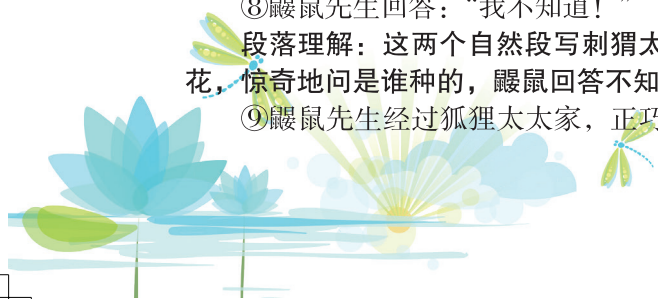 ⑧鼹鼠先生回答：“我不知道！”
段落理解：这两个自然段写刺猬太
花，惊奇地问是谁种的，鼹鼠回答不知
⑨鼹鼠先生经过狐狸太太家，正巧